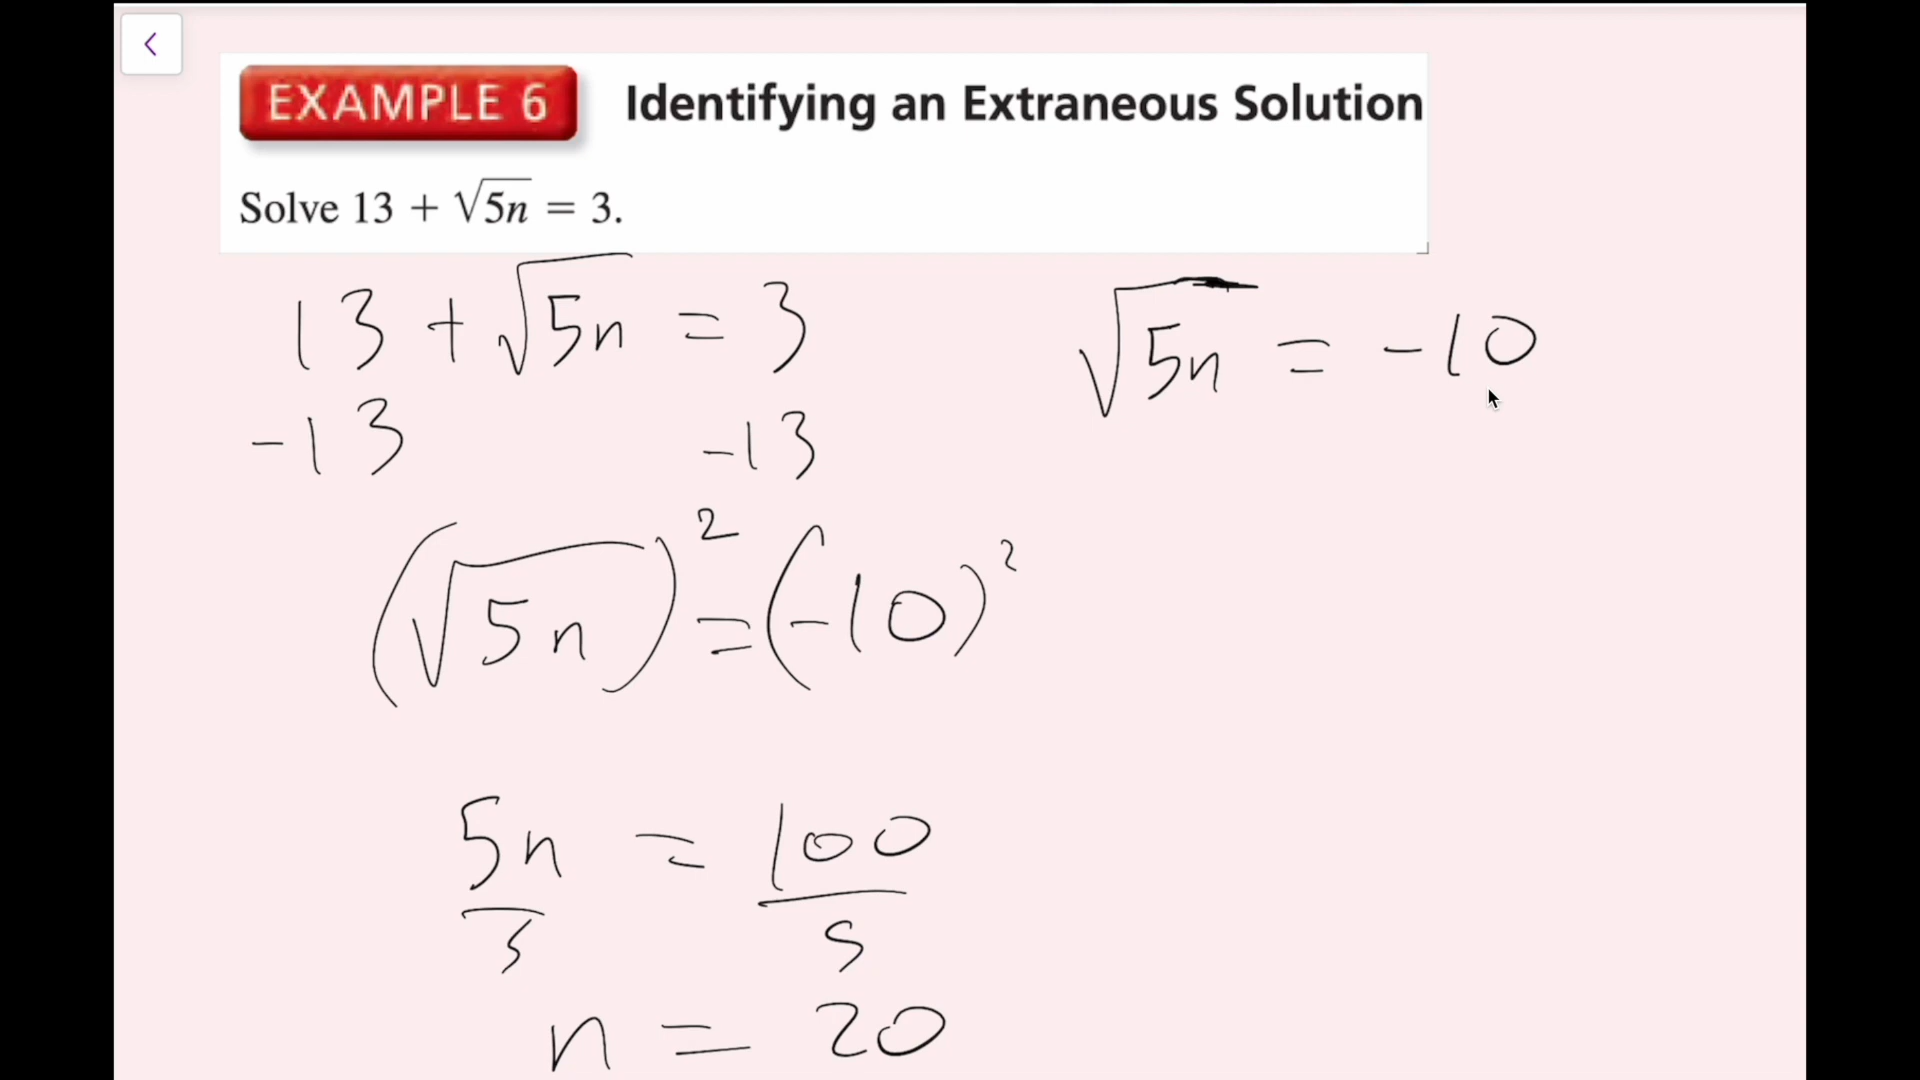 EXAMPLE 6 Identifying an Extraneous Solution
Solve 13 + √5n = 3.
13 + √5n = 3
√5n = -10
-13 -13
(√5n)² = (-10)²
5n = 100
5 5
n = 20